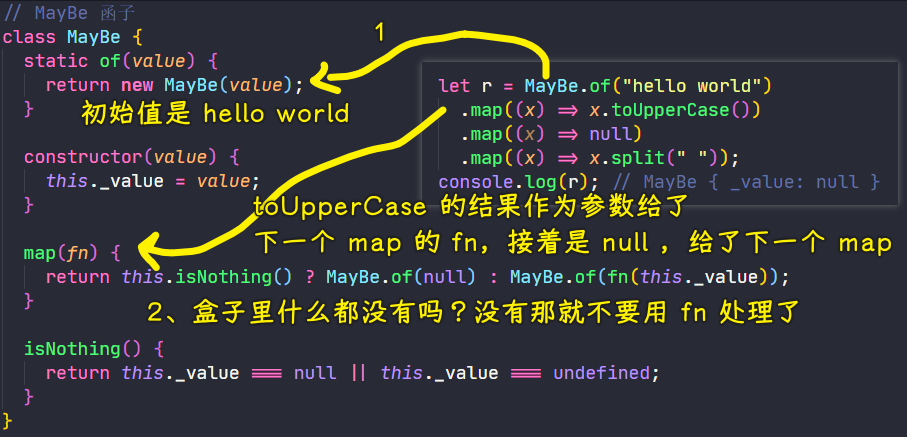 // MayBe 函子
class MayBe {
static of(value) {
return new MayBe(value);
}
初始值是 hello world
constructor(value) {
this._value = value;
}
map(fn) {
return this.isNothing() ? MayBe.of(null) : MayBe.of(fn(this._value));
}
2、盒子里什么都没有吗？没有那就不要用 fn 处理了
isNothing() {
return this._value === null || this._value === undefined;
}
}
1
let r = MayBe.of("hello world")
.map((x) => x.toUpperCase())
.map((x) => null)
.map((x) => x.split(" "));
console.log(r); // MayBe { _value: null }
toUpperCase 的结果作为参数给了
下一个 map 的 fn，接着是 null ，给了下一个 map